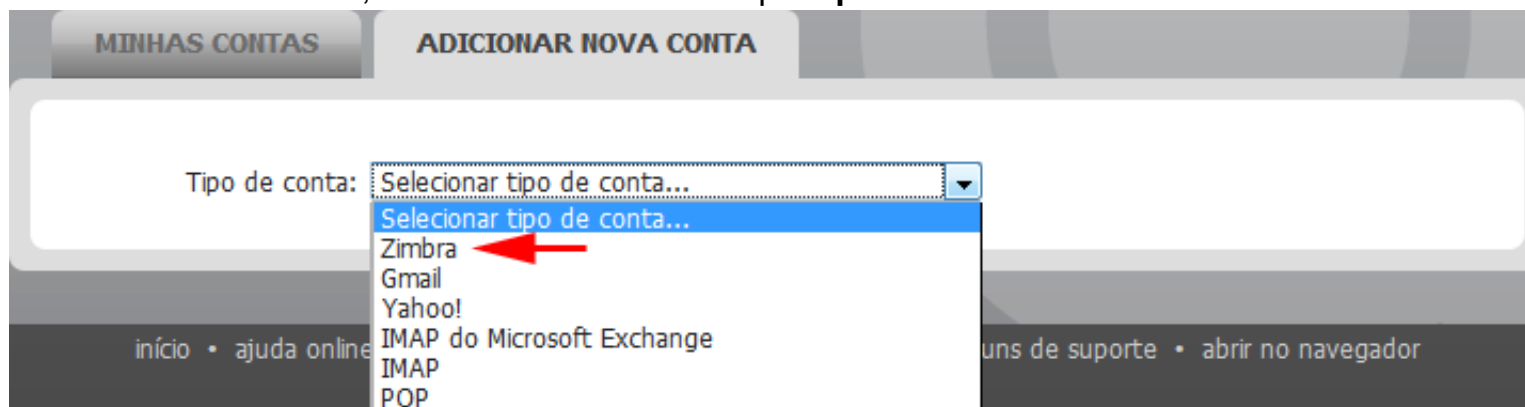 MINHAS CONTAS
ADICIONAR NOVA CONTA
Tipo de conta:
Selecionar tipo de conta...
Selecionar tipo de conta...
Zimbra
Gmail
Yahoo!
IMAP do Microsoft Exchange
IMAP
POP
início • ajuda online
de suporte • abrir no navegador